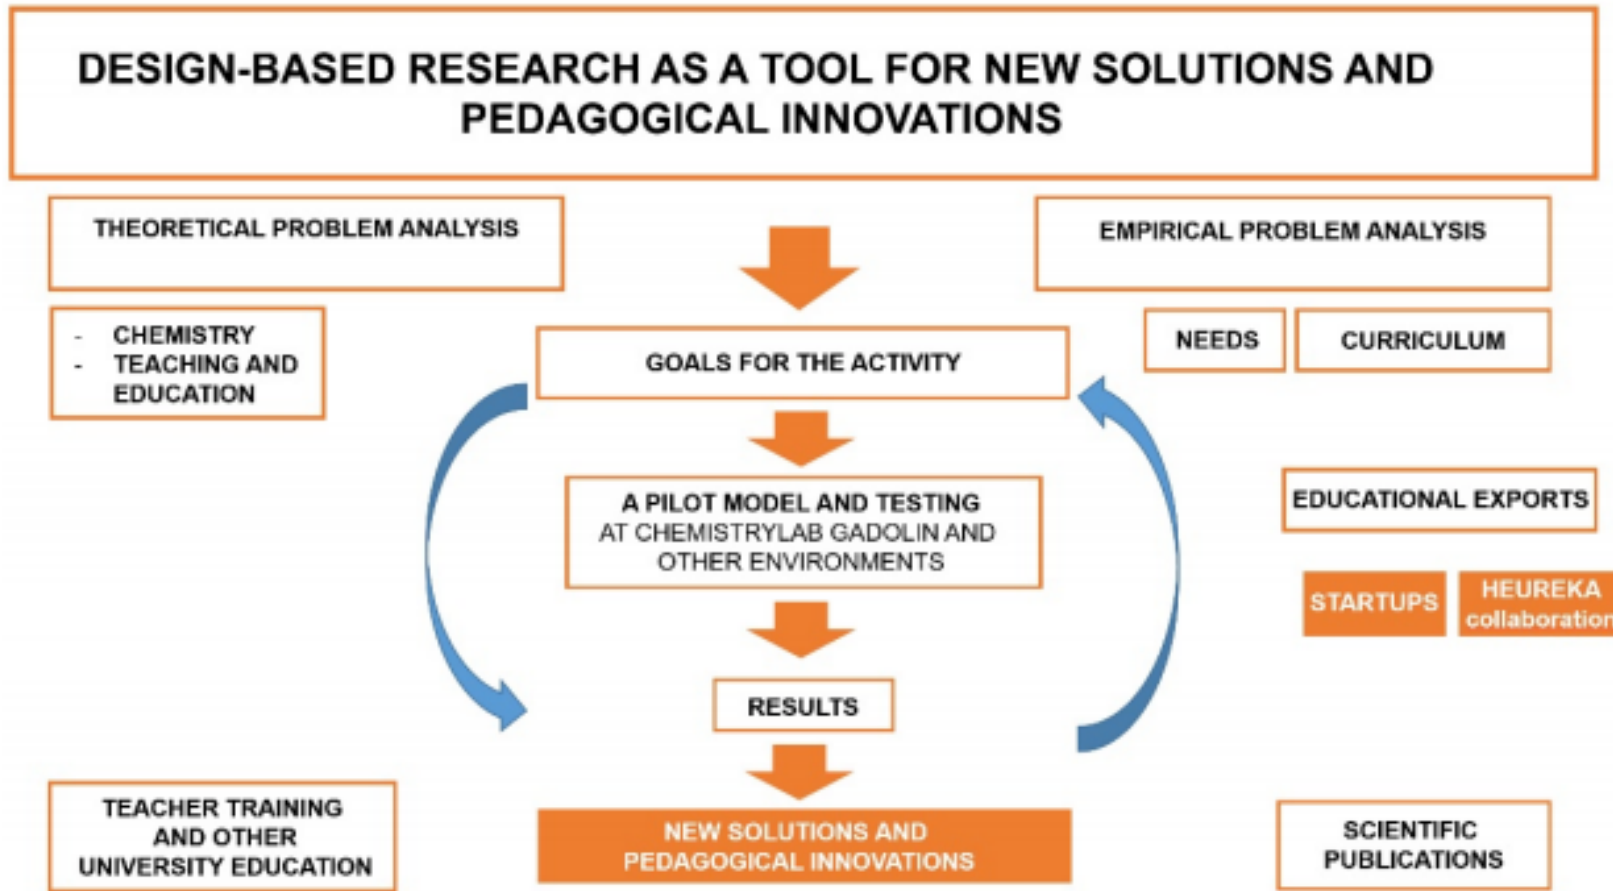 DESIGN-BASED RESEARCH AS A TOOL FOR NEW SOLUTIONS AND
PEDAGOGICAL INNOVATIONS
THEORETICAL PROBLEM ANALYSIS
EMPIRICAL PROBLEM ANALYSIS
- CHEMISTRY
- TEACHING AND
EDUCATION
GOALS FOR THE ACTIVITY
NEEDS
CURRICULUM
A PILOT MODEL AND TESTING
AT CHEMISTRYLAB GADOLIN AND
OTHER ENVIRONMENTS
EDUCATIONAL EXPORTS
STARTUPS
HEUREKA
collaboration
RESULTS
TEACHER TRAINING
AND OTHER
UNIVERSITY EDUCATION
NEW SOLUTIONS AND
PEDAGOGICAL INNOVATIONS
SCIENTIFIC
PUBLICATIONS